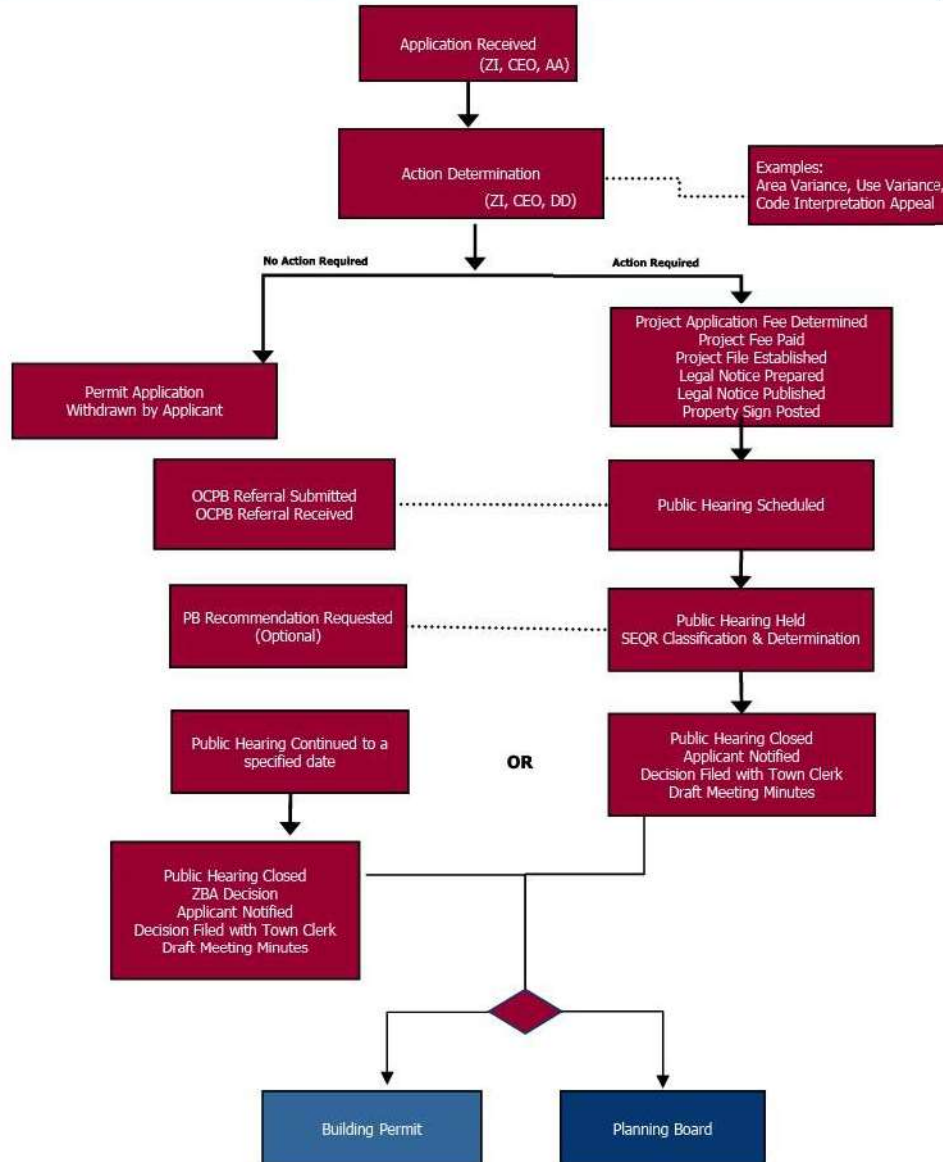 Application Received
(ZI, CEO, AA)
Action Determination
(ZI, CEO, DD)
Examples:
Area Variance, Use Variance,
Code Interpretation Appeal
No Action Required
Action Required
Permit Application
Withdrawn by Applicant
Project Application Fee Determined
Project Fee Paid
Project File Established
Legal Notice Prepared
Legal Notice Published
Property Sign Posted
OCPB Referral Submitted
OCPB Referral Received
Public Hearing Scheduled
PB Recommendation Requested
(Optional)
Public Hearing Held
SEQR Classification & Determination
Public Hearing Continued to a
specified date
OR
Public Hearing Closed
Applicant Notified
Decision Filed with Town Clerk
Draft Meeting Minutes
Public Hearing Closed
ZBA Decision
Applicant Notified
Decision Filed with Town Clerk
Draft Meeting Minutes
Building Permit
Planning Board